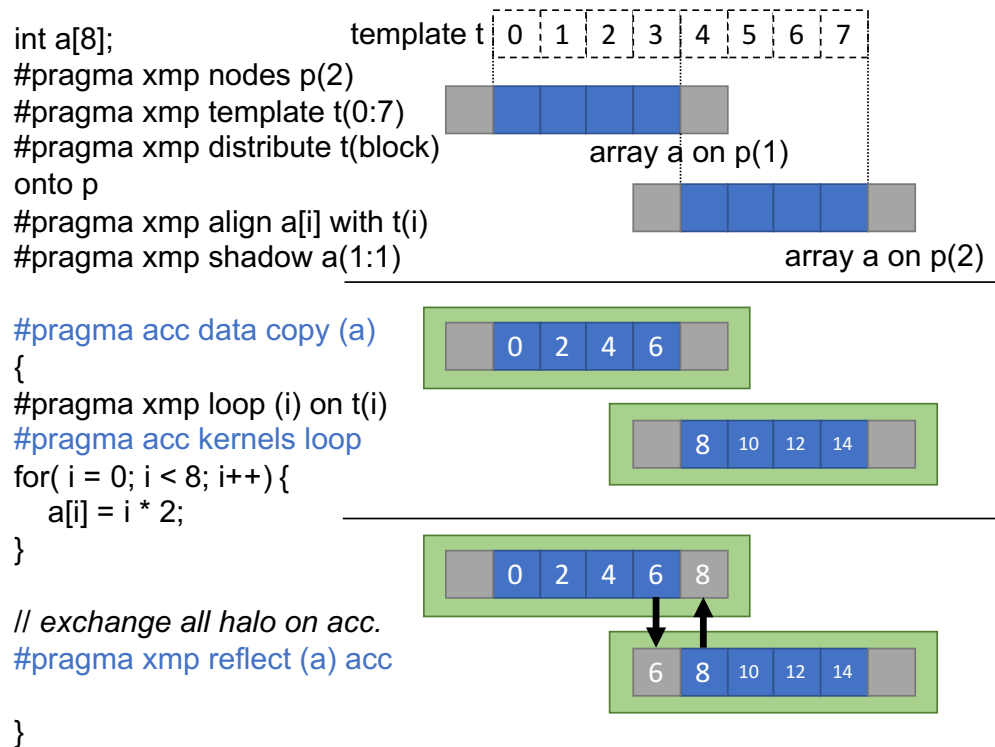 int a[8];
#pragma xmp nodes p(2)
#pragma xmp template t(0:7)
#pragma xmp distribute t(block)
onto p
#pragma xmp align a[i] with t(i)
#pragma xmp shadow a(1:1)
template t 0 1 2 3 4 5 6 7
array a on p(1)
array a on p(2)
#pragma acc data copy (a)
{
#pragma xmp loop (i) on t(i)
#pragma acc kernels loop
for( i = 0; i < 8; i++) {
a[i] = i * 2;
}
0 2 4 6
8 10 12 14
// exchange all halo on acc.
#pragma xmp reflect (a) acc
}
0 2 4 6 8
6 8 10 12 14